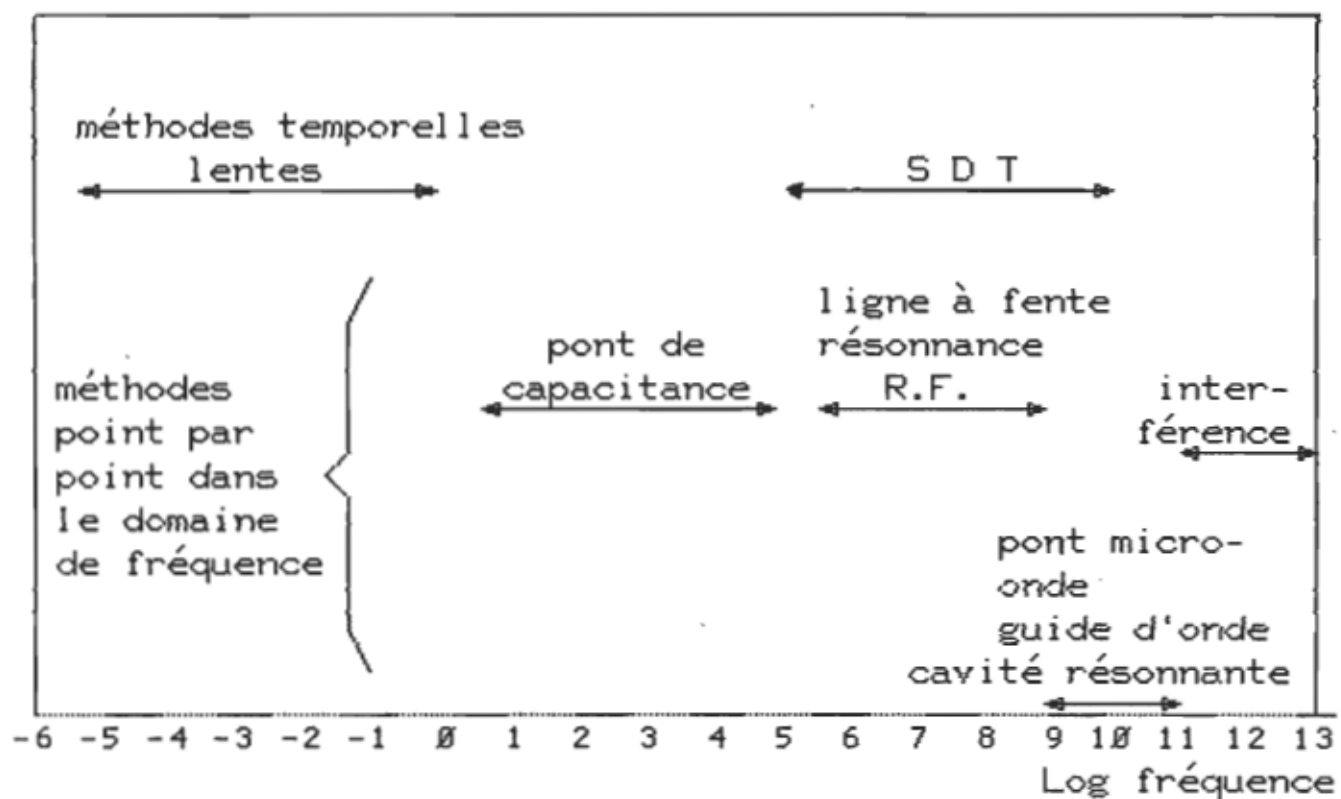 méthodes temporelles
lentes
S D T
ligne à fente
résonnance
R.F.
pont de
capacitance
inter-
férence
méthodes
point par
point dans
le domaine
de fréquence
pont micro-
onde
guide d'onde
cavité résonnante
-6 -5 -4 -3 -2 -1 0 1 2 3 4 5 6 7 8 9 10 11 12 13
Log fréquence